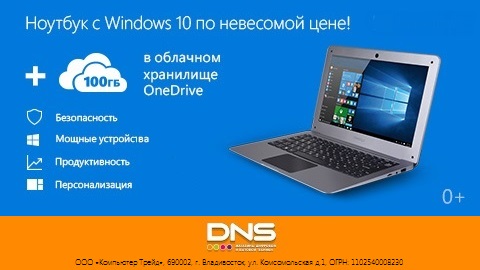 Ноутбук с Windows 10 по невесомой цене!
+ 100ГБ
в облачном
хранилище
OneDrive
Безопасность
Мощные устройства
Продуктивность
Персонализация
0+
DNS
ООО «Компьютер Трейд», 690002, г. Владивосток, ул. Комсомольская д.1, ОГРН: 1102540008230